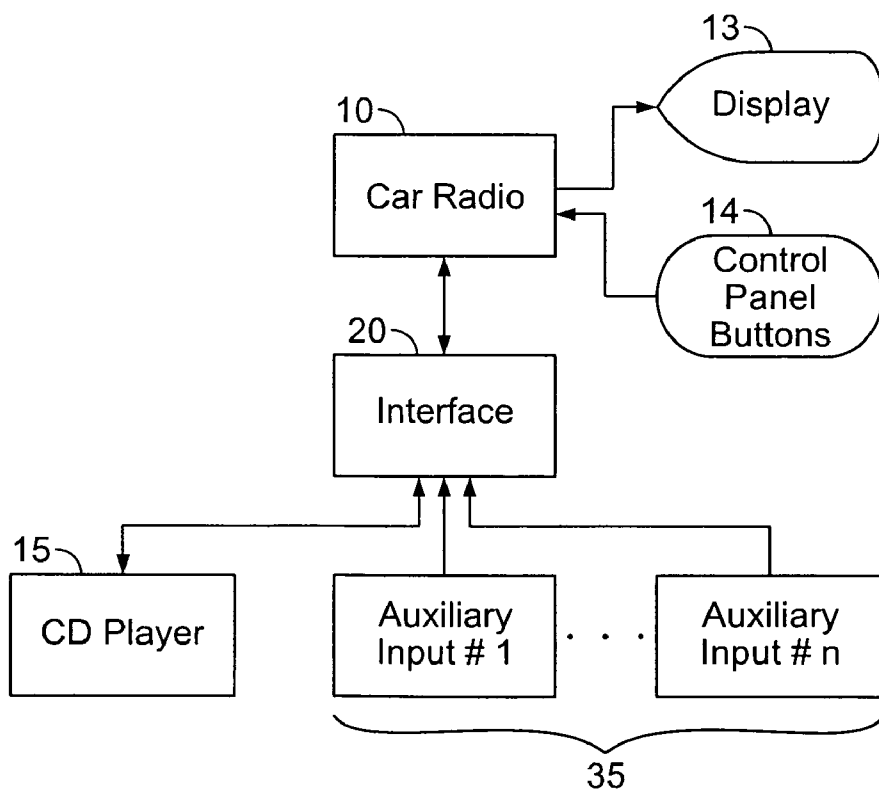 13
Display
10
Car Radio
14
Control
Panel
Buttons
20
Interface
15
CD Player
Auxiliary
Input # 1
. . .
Auxiliary
Input # n
35